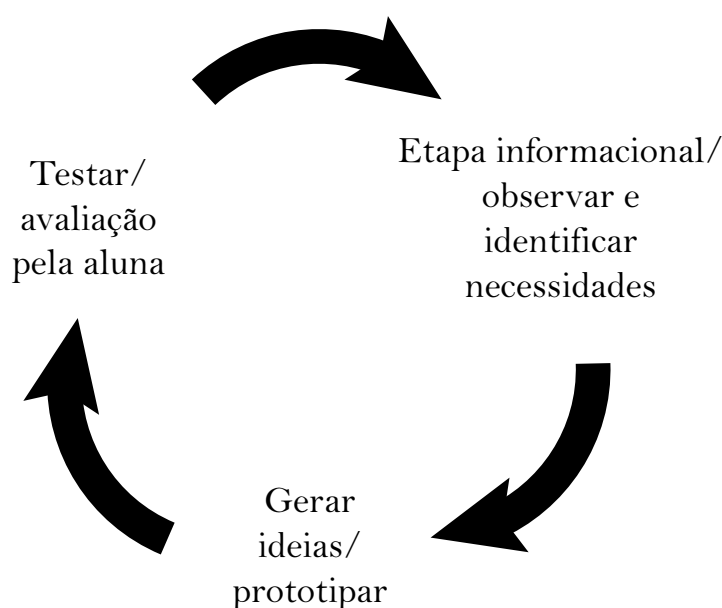 Testar/
avaliação
pela aluna
Etapa informacional/
observar e
identificar
necessidades
Gerar
ideias/
prototipar